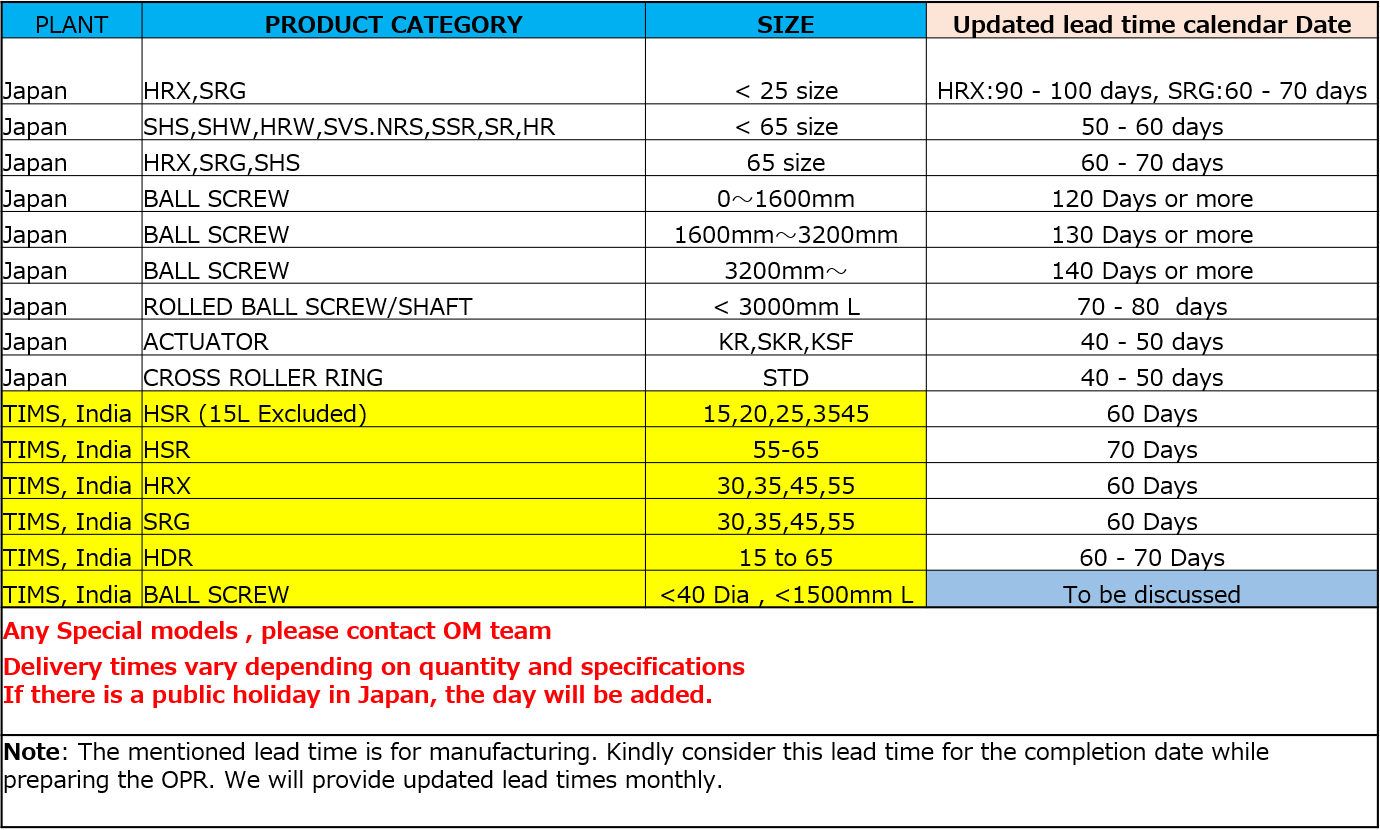 PLANT PRODUCT CATEGORY SIZE Updated lead time calendar Date
Japan HRX,SRG < 25 size HRX:90 - 100 days, SRG:60 - 70 days
Japan SHS,SHW,HRW,SVS.NRS,SSR,SR,HR < 65 size 50 - 60 days
Japan HRX,SRG,SHS 65 size 60 - 70 days
Japan BALL SCREW 0～1600mm 120 Days or more
Japan BALL SCREW 1600mm～3200mm 130 Days or more
Japan BALL SCREW 3200mm～ 140 Days or more
Japan ROLLED BALL SCREW/SHAFT < 3000mm L 70 - 80  days
Japan ACTUATOR KR,SKR,KSF 40 - 50 days
Japan CROSS ROLLER RING STD 40 - 50 days
TIMS, India HSR (15L Excluded) 15,20,25,3545 60 Days
TIMS, India HSR 55-65 70 Days
TIMS, India HRX 30,35,45,55 60 Days
TIMS, India SRG 30,35,45,55 60 Days
TIMS, India HDR 15 to 65 60 - 70 Days
TIMS, India BALL SCREW <40 Dia , <1500mm L To be discussed
Any Special models , please contact OM team
Delivery times vary depending on quantity and specifications
If there is a public holiday in Japan, the day will be added.
Note: The mentioned lead time is for manufacturing. Kindly consider this lead time for the completion date while
preparing the OPR. We will provide updated lead times monthly.